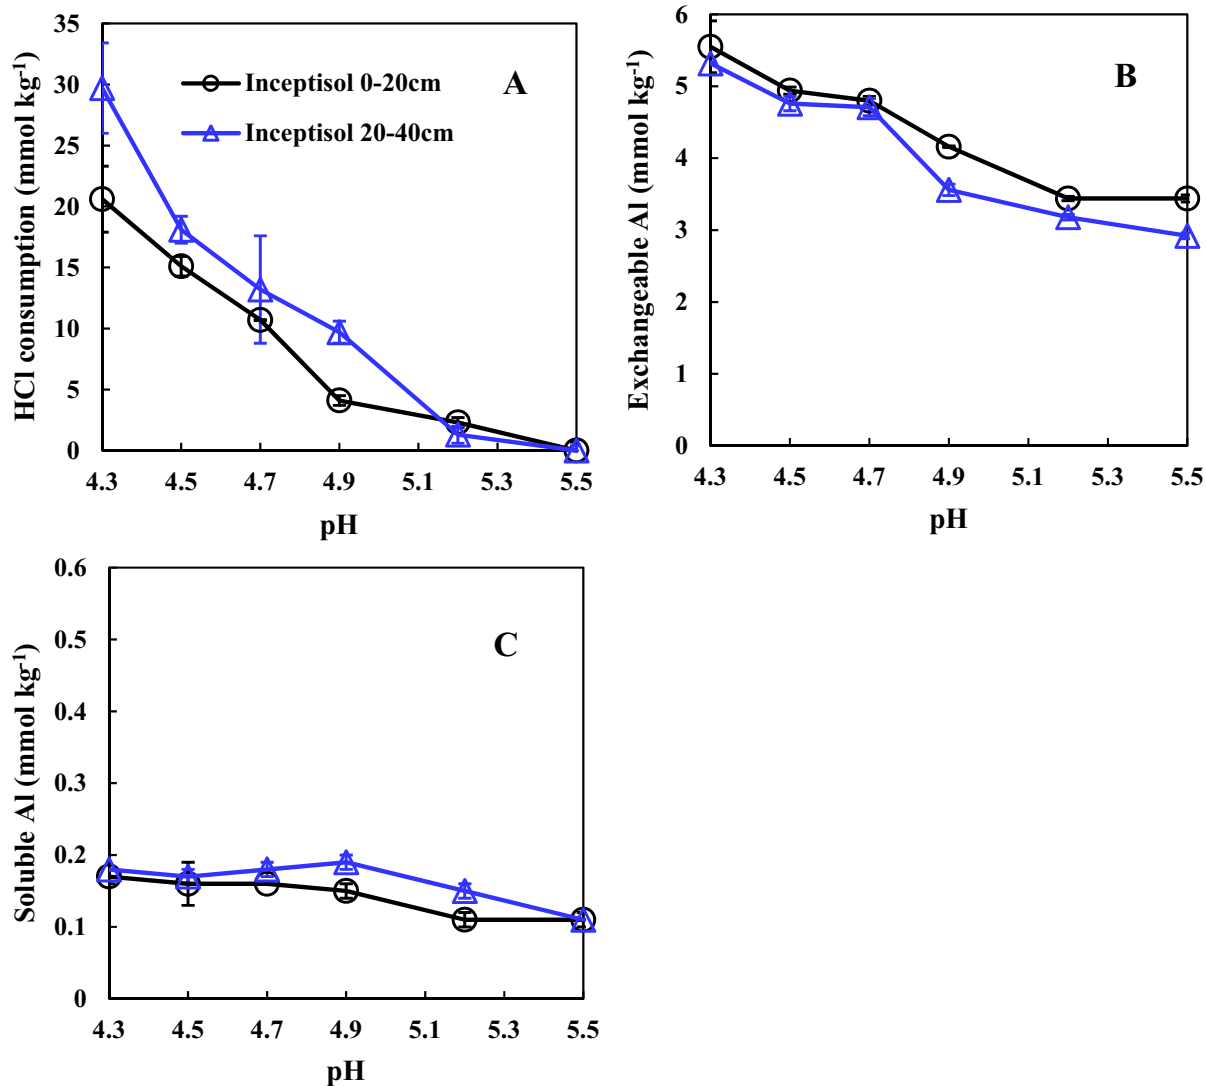 HCl consumption (mmol kg⁻¹)
35
30
25
20
15
10
5
0
Inceptisol 0-20cm
Inceptisol 20-40cm
A
4.3 4.5 4.7 4.9 5.1 5.3 5.5
pH
Exchangeable Al (mmol kg⁻¹)
6
5
4
3
2
1
0
B
4.3 4.5 4.7 4.9 5.1 5.3 5.5
pH
Soluble Al (mmol kg⁻¹)
0.6
0.5
0.4
0.3
0.2
0.1
0
C
4.3 4.5 4.7 4.9 5.1 5.3 5.5
pH